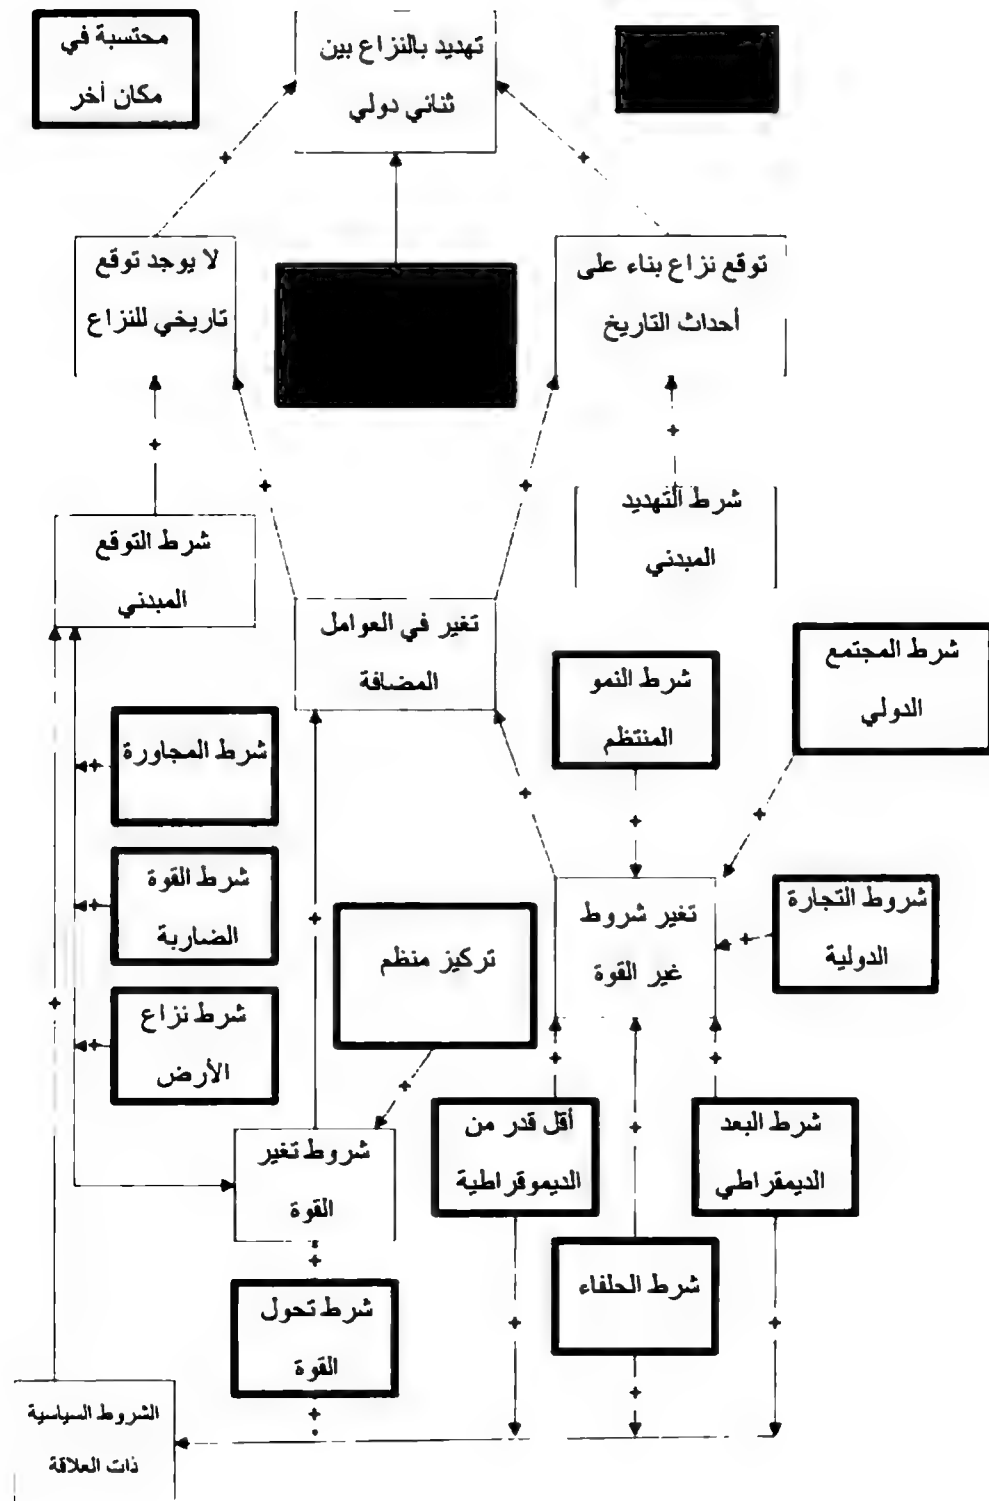 محتسبة في
مكان أخر
تهديد بالنزاع بين
ثنائي دولي
لا يوجد توقع
تاريخي للنزاع
توقع نزاع بناء على
أحداث التاريخ
شرط التوقع
المبدئي
شرط التهديد
المبدئي
تغير في العوامل
المضافة
شرط النمو
المنتظم
شرط المجتمع
الدولي
شرط المجاورة
شرط القوة
الضاربة
شرط نزاع
الأرض
تركيز منظم
تغير شروط
غير القوة
شروط التجارة
الدولية
شروط تغير
القوة
أقل قدر من
الديموقراطية
شرط البعد
الديمقراطي
شرط الحلفاء
شرط تحول
القوة
الشروط السياسية
ذات العلاقة